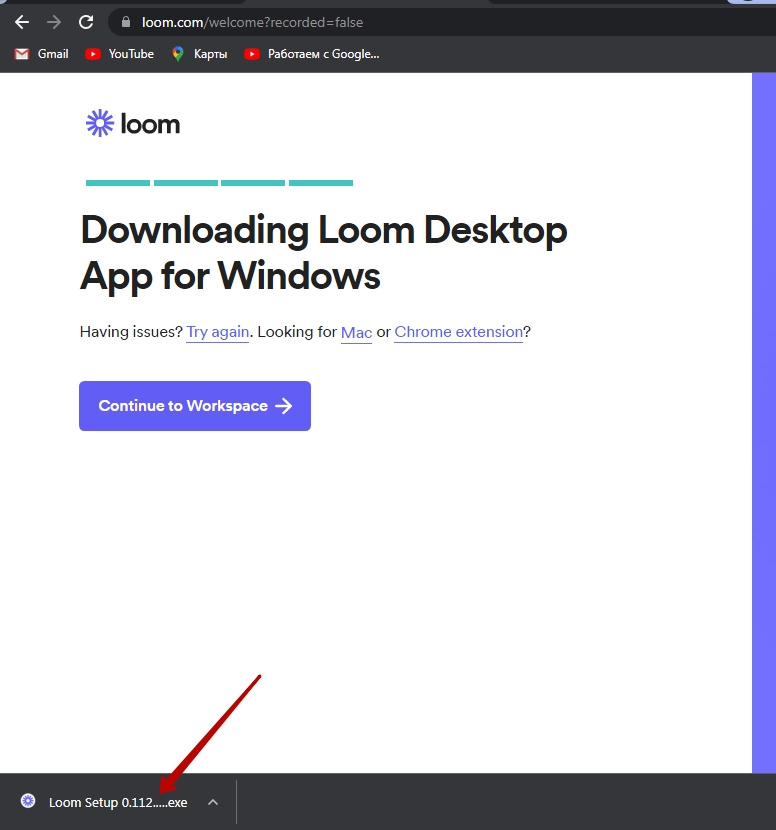 loom.com/welcome?recorded=false
Gmail YouTube Карты Работаем с Google...
loom
Downloading Loom Desktop
App for Windows
Having issues? Try again. Looking for Mac or Chrome extension?
Continue to Workspace
Loom Setup 0.112.....exe